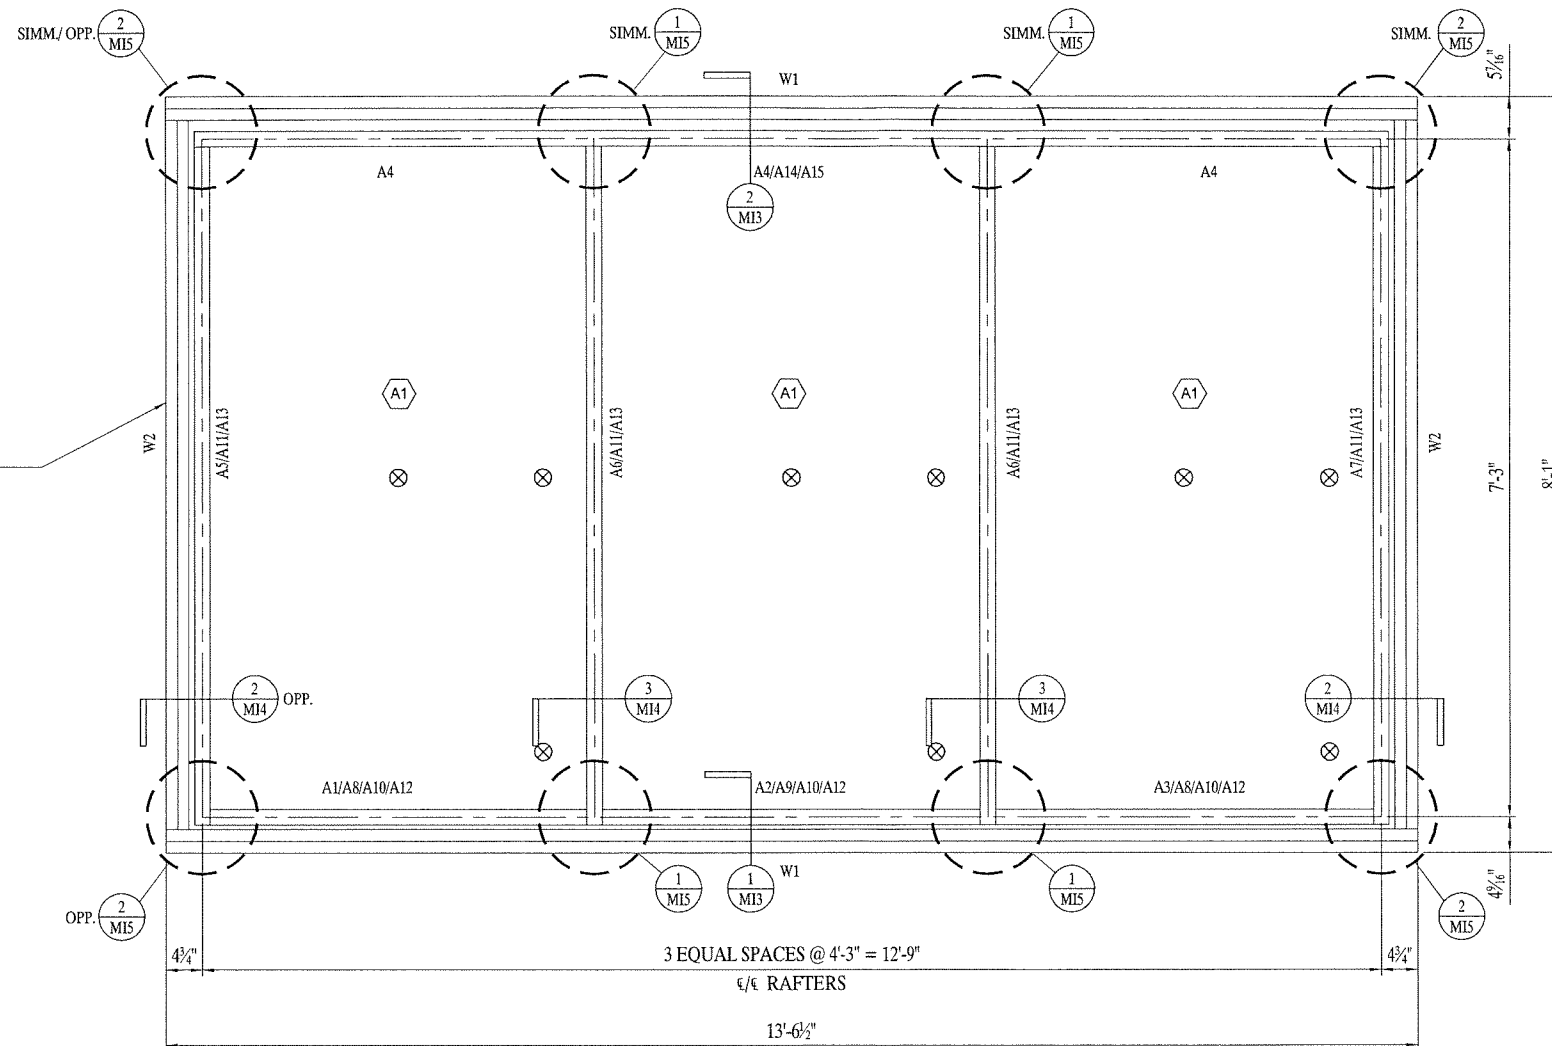 SIMM./ OPP. 2 MI5
SIMM. 1 MI5
SIMM. 1 MI5
SIMM. 2 MI5
5 7/16"
W1
A4
A4/A14/A15
A4
2 MI3
A1
A1
A1
W2
A5/A11/A13
A6/A11/A13
A6/A11/A13
A7/A11/A13
W2
7'-3"
8'-1"
2 MI4 OPP.
3 MI4
3 MI4
2 MI4
A1/A8/A10/A12
A2/A9/A10/A12
A3/A8/A10/A12
W1
4 9/16"
OPP. 2 MI5
1 MI5
1 MI3
1 MI5
2 MI5
4¾"
3 EQUAL SPACES @ 4'-3" = 12'-9"
4¾"
℄/℄ RAFTERS
13'-6½"